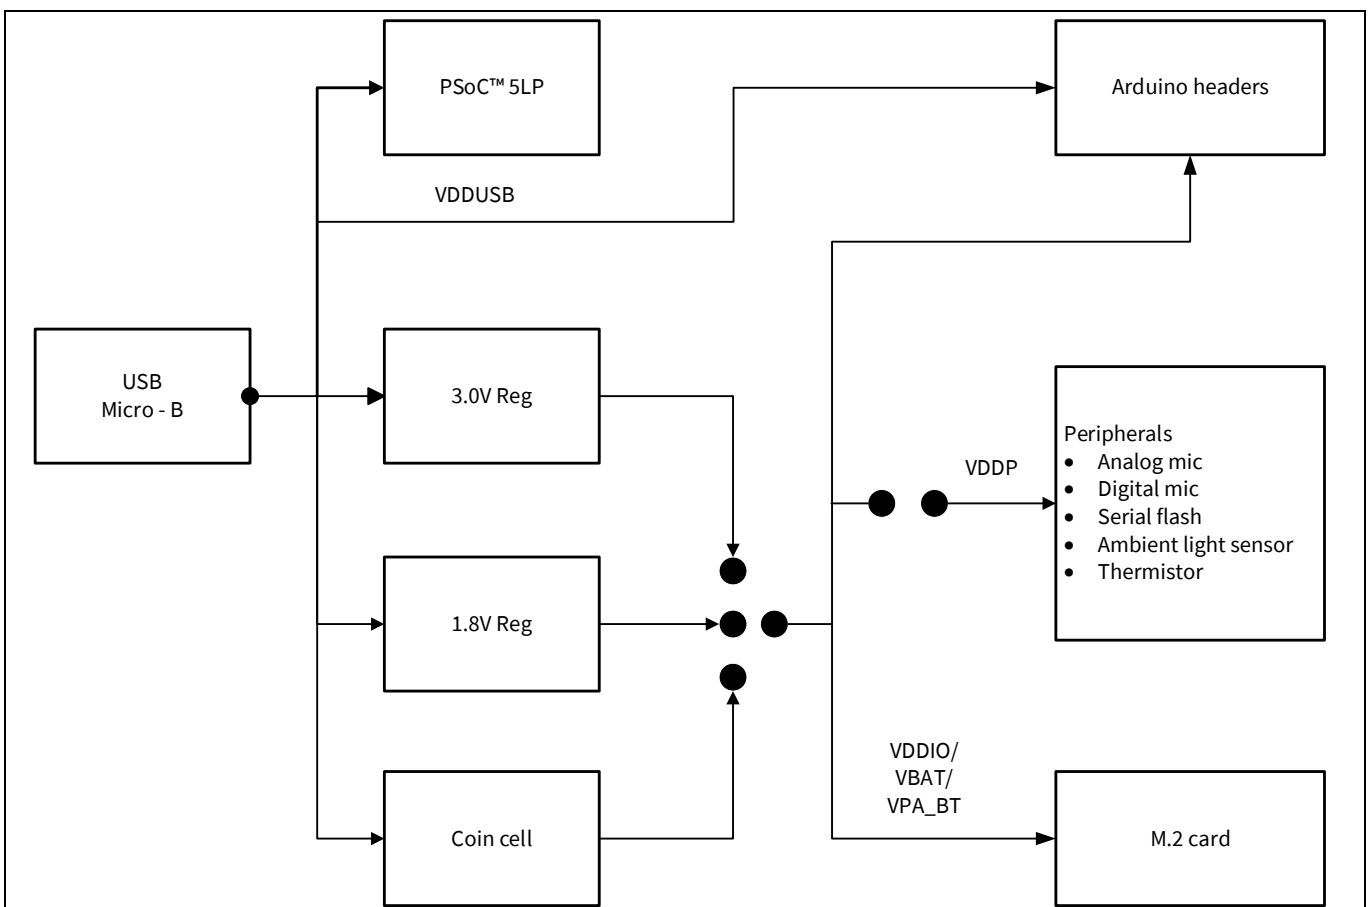 PSoC™ 5LP
Arduino headers
VDDUSB
USB
Micro - B
3.0V Reg
Peripherals
● Analog mic
● Digital mic
● Serial flash
● Ambient light sensor
● Thermistor
VDDP
1.8V Reg
VDDIO/
VBAT/
VPA_BT
Coin cell
M.2 card